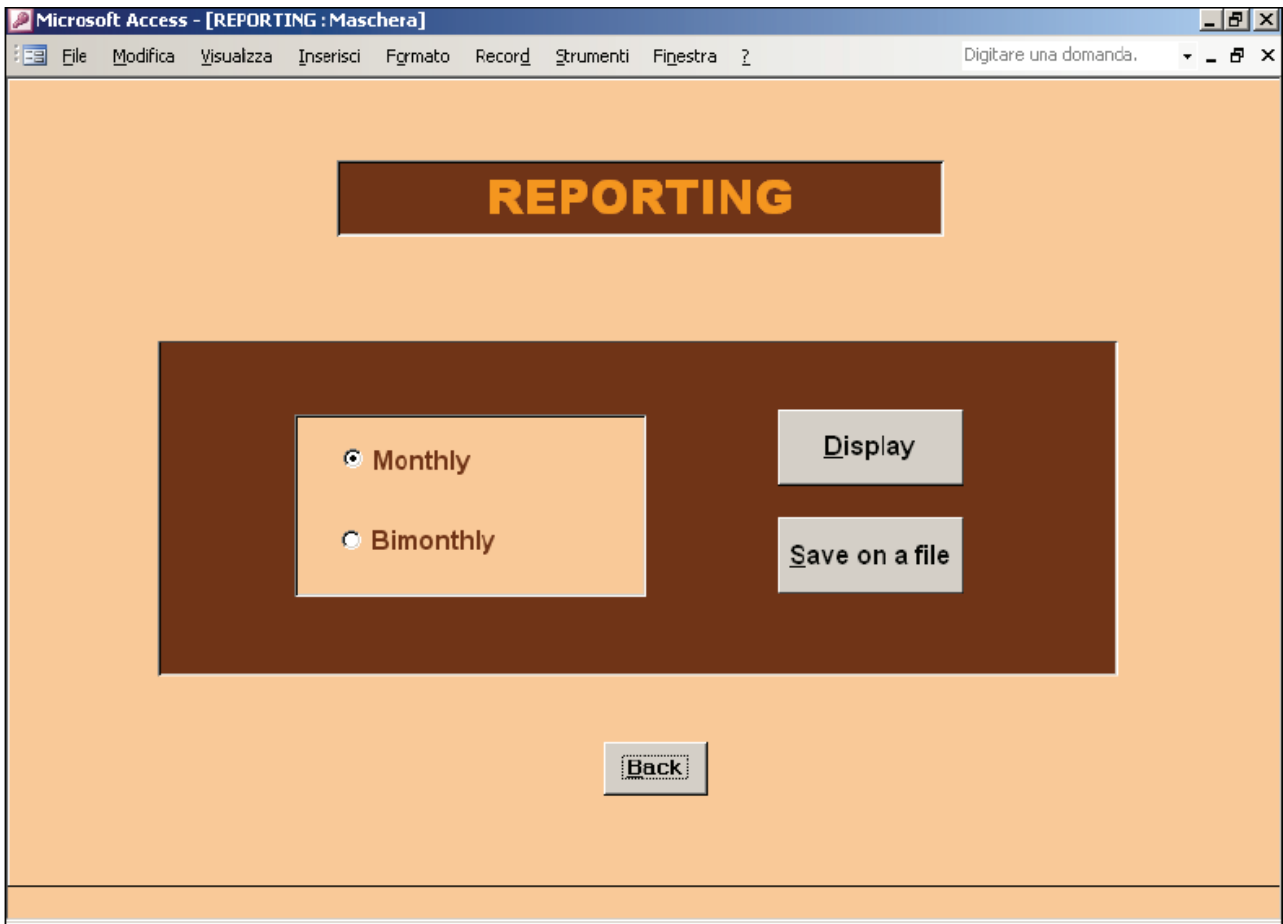 Microsoft Access - [REPORTING : Maschera]
File Modifica Visualizza Inserisci Formato Record Strumenti Finestra ? Digitare una domanda.
REPORTING
Monthly
Display
Bimonthly
Save on a file
Back